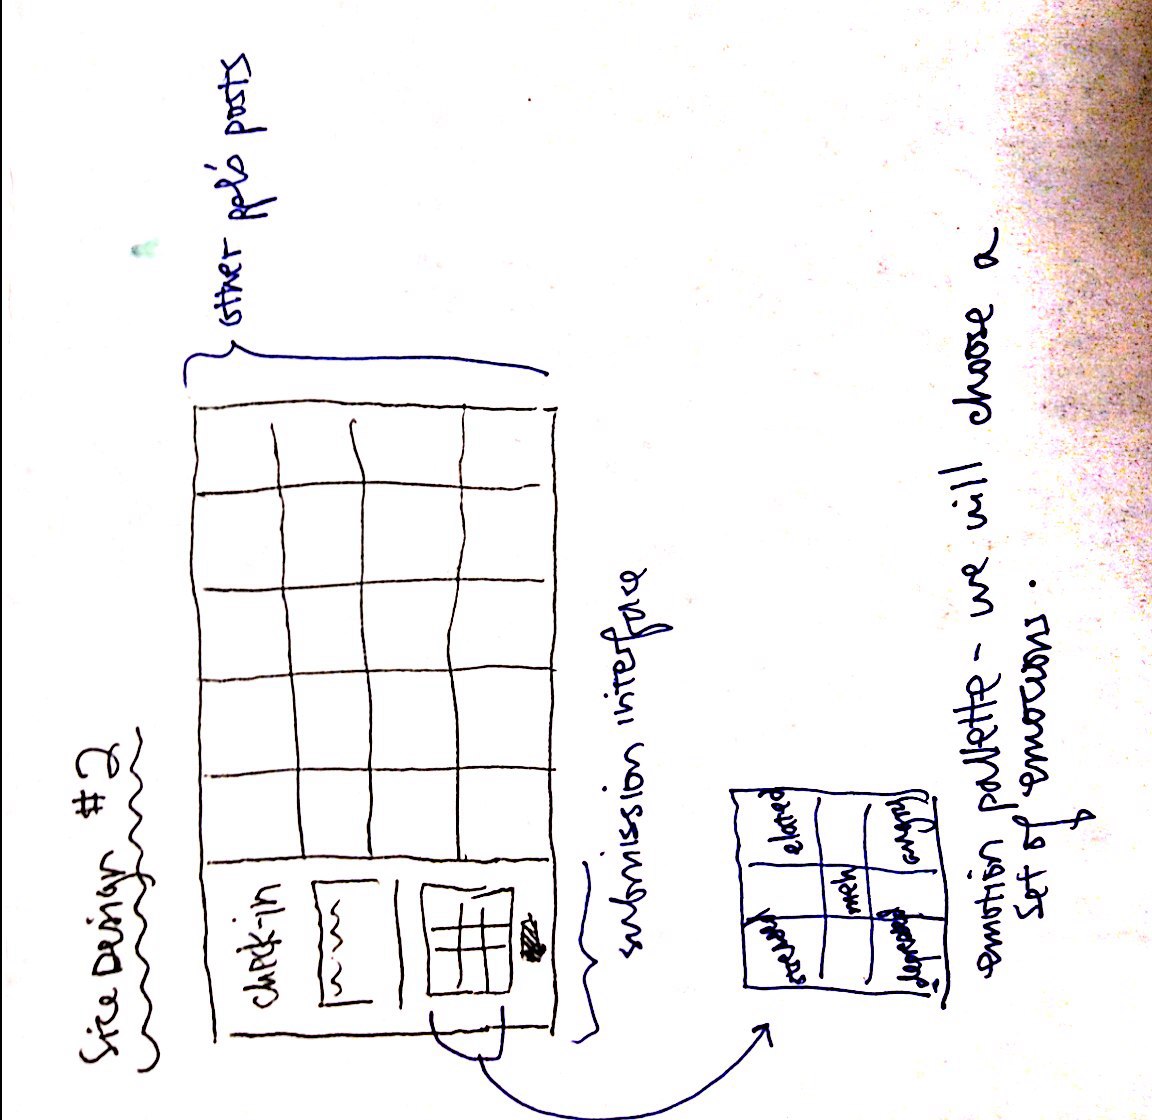 Site Design #2
other ppl's posts
check-in
submission interface
elated
meh
depressed
angry
emotion pallette - we will choose a
set of emotions.